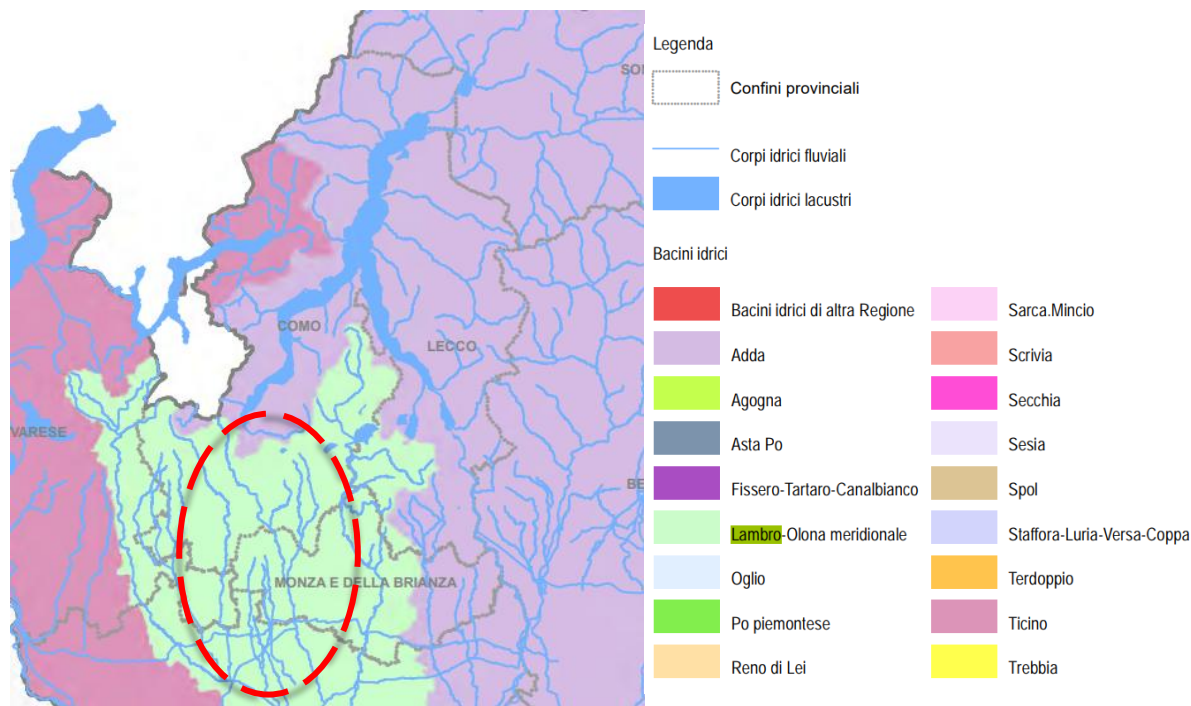 SO
COMO
LECCO
VARESE
BE
MONZA E DELLA BRIANZA
Legenda
Confini provinciali
Corpi idrici fluviali
Corpi idrici lacustri
Bacini idrici
Bacini idrici di altra Regione
Adda
Agogna
Asta Po
Fissero-Tartaro-Canalbianco
Lambro-Olona meridionale
Oglio
Po piemontese
Reno di Lei
Sarca.Mincio
Scrivia
Secchia
Sesia
Spol
Staffora-Luria-Versa-Coppa
Terdoppio
Ticino
Trebbia